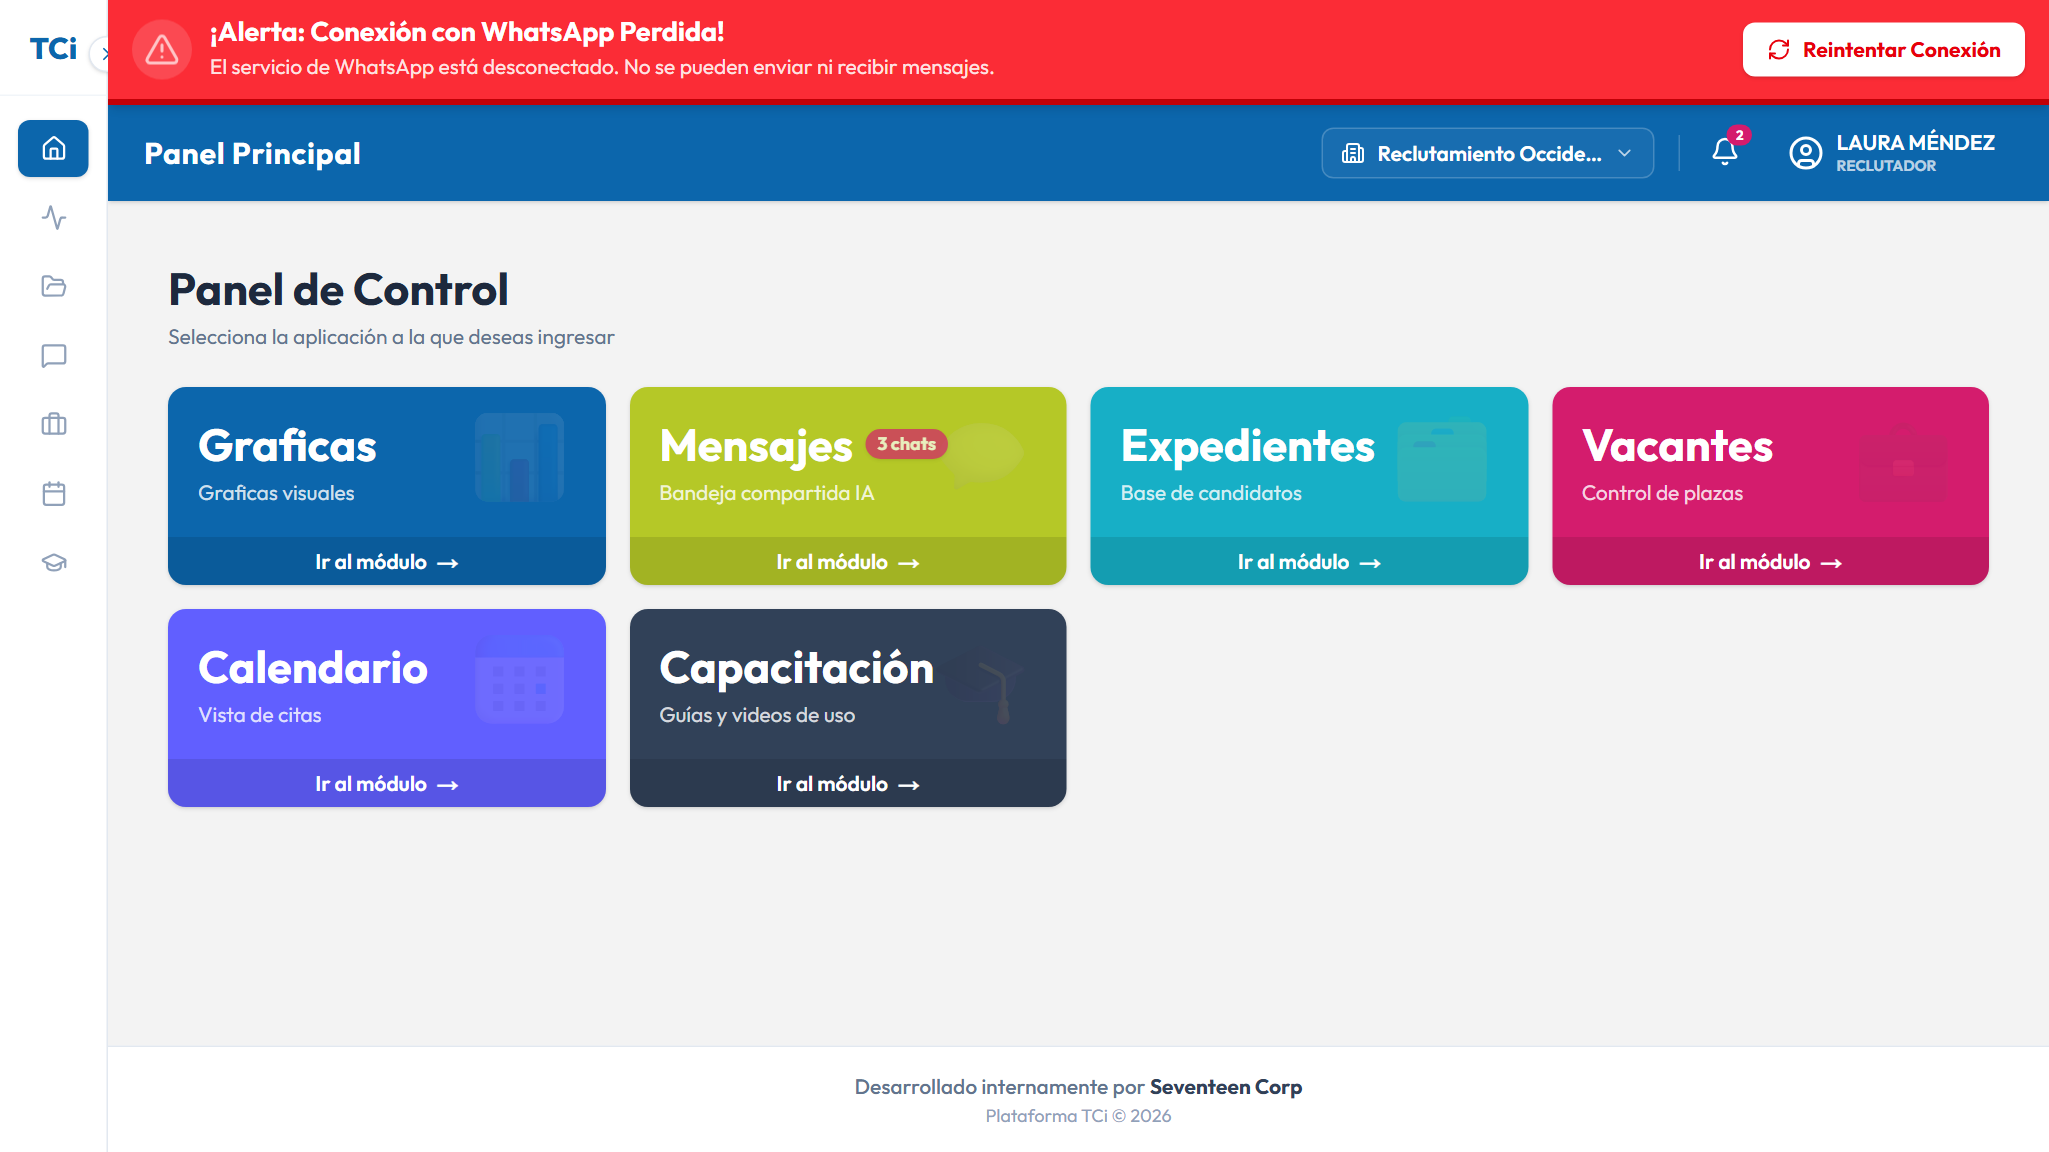 TCi
¡Alerta: Conexión con WhatsApp Perdida!
El servicio de WhatsApp está desconectado. No se pueden enviar ni recibir mensajes.
Reintentar Conexión
Panel Principal
Reclutamiento Occide...
2
LAURA MÉNDEZ
RECLUTADOR
Panel de Control
Selecciona la aplicación a la que deseas ingresar
Graficas
Graficas visuales
Ir al módulo →
Mensajes 3 chats
Bandeja compartida IA
Ir al módulo →
Expedientes
Base de candidatos
Ir al módulo →
Vacantes
Control de plazas
Ir al módulo →
Calendario
Vista de citas
Ir al módulo →
Capacitación
Guías y videos de uso
Ir al módulo →
Desarrollado internamente por Seventeen Corp
Plataforma TCi © 2026